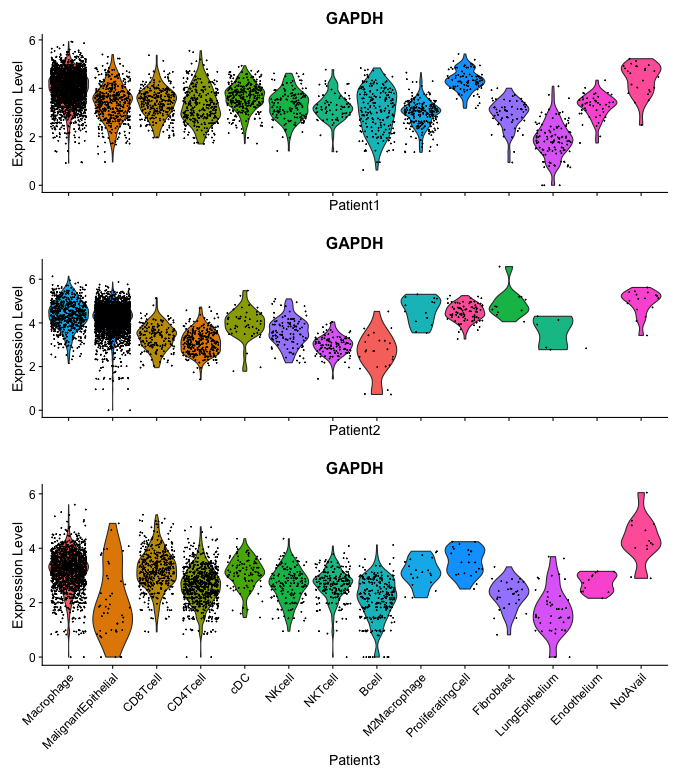 GAPDH
Expression Level
6
4
2
0
Patient1
GAPDH
Expression Level
6
4
2
0
Patient2
GAPDH
Expression Level
6
4
2
0
Macrophage
MalignantEpithelial
CD8Tcell
CD4Tcell
cDC
NKcell
NKTcell
Bcell
M2Macrophage
ProliferatingCell
Fibroblast
LungEpithelium
Endothelium
NotAvail
Patient3